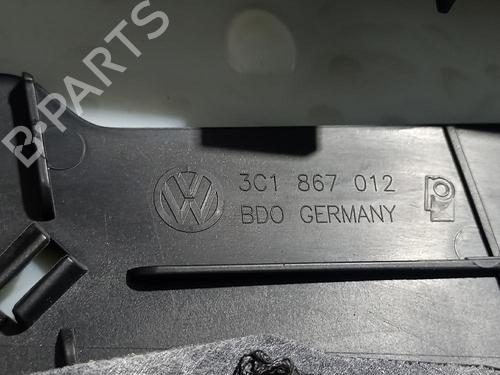 B-PARTS
3C1 867 012
BDO GERMANY